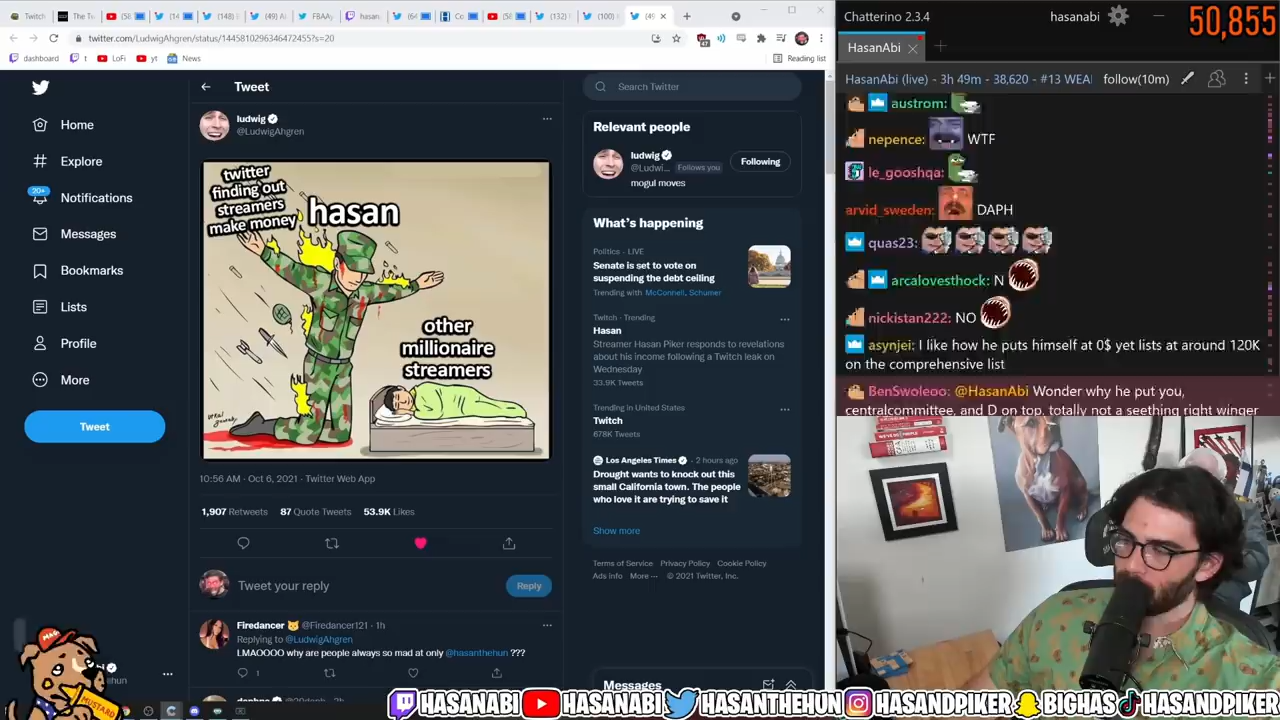 Twitch
The T
hasan.
twitter.com/LudwigAhgren/status/1445810296346472455?s=20
dashboard
LoFi
yt
News
Reading list
Home
Explore
20+
Notifications
Messages
Bookmarks
Lists
Profile
More
Tweet
Tweet
ludwig
@LudwigAhgren
twitter
finding out
streamers
make money
hasan
other
millionaire
streamers
10:56 AM · Oct 6, 2021 · Twitter Web App
1,907 Retweets 87 Quote Tweets 53.9K Likes
Tweet your reply
Reply
Firedancer @Firedancer121 · 1h
Replying to @LudwigAhgren
LMAOOOO why are people always so mad at only @hasanthehun ???
1
Search Twitter
Relevant people
ludwig
@Ludwi... Follows you
Following
mogul moves
What's happening
Politics · LIVE
Senate is set to vote on
suspending the debt ceiling
Trending with McConnell, Schumer
Twitch · Trending
Hasan
Streamer Hasan Piker responds to revelations
about his income following a Twitch leak on
Wednesday
33.9K Tweets
Trending in United States
Twitch
678K Tweets
Los Angeles Times · 2 hours ago
Drought wants to knock out this
small California town. The people
who love it are trying to save it
Show more
Terms of Service Privacy Policy Cookie Policy
Ads info More ··· © 2021 Twitter, Inc.
Messages
Chatterino 2.3.4
hasanabi
50,855
HasanAbi
HasanAbi (live) - 3h 49m - 38,620 - #13 WEA
follow(10m)
austrom:
nepence: WTF
le_gooshqa:
arvid_sweden: DAPH
quas23:
arcalovesthock: N
nickistan222: NO
asynjei: I like how he puts himself at 0$ yet lists at around 120K
on the comprehensive list
BenSwoleoo: @HasanAbi Wonder why he put you,
centralcommittee, and D on top, totally not a seething right winger
MUSTARD
HASANABI HASANABI HASANTHEHUN HASANDPIKER BIGHAS HASANDPIKER